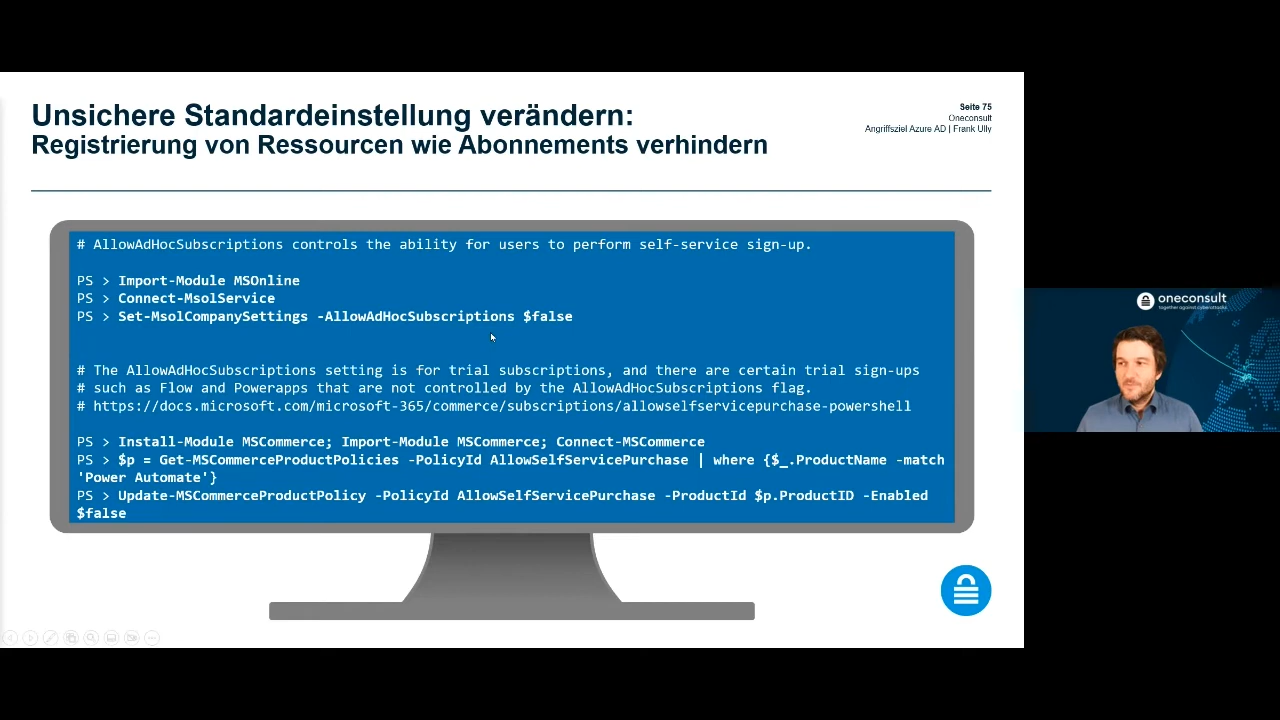 Unsichere Standardeinstellung verändern:
Registrierung von Ressourcen wie Abonnements verhindern
Seite 75
Oneconsult
Angriffsziel Azure AD | Frank Ully
# AllowAdHocSubscriptions controls the ability for users to perform self-service sign-up.
PS > Import-Module MSOnline
PS > Connect-MsolService
PS > Set-MsolCompanySettings -AllowAdHocSubscriptions $false
# The AllowAdHocSubscriptions setting is for trial subscriptions, and there are certain trial sign-ups
# such as Flow and Powerapps that are not controlled by the AllowAdHocSubscriptions flag.
# https://docs.microsoft.com/microsoft-365/commerce/subscriptions/allowselfservicepurchase-powershell
PS > Install-Module MSCommerce; Import-Module MSCommerce; Connect-MSCommerce
PS > $p = Get-MSCommerceProductPolicies -PolicyId AllowSelfServicePurchase | where {$_.ProductName -match
'Power Automate'}
PS > Update-MSCommerceProductPolicy -PolicyId AllowSelfServicePurchase -ProductId $p.ProductID -Enabled
$false
oneconsult
together against cyberattacks